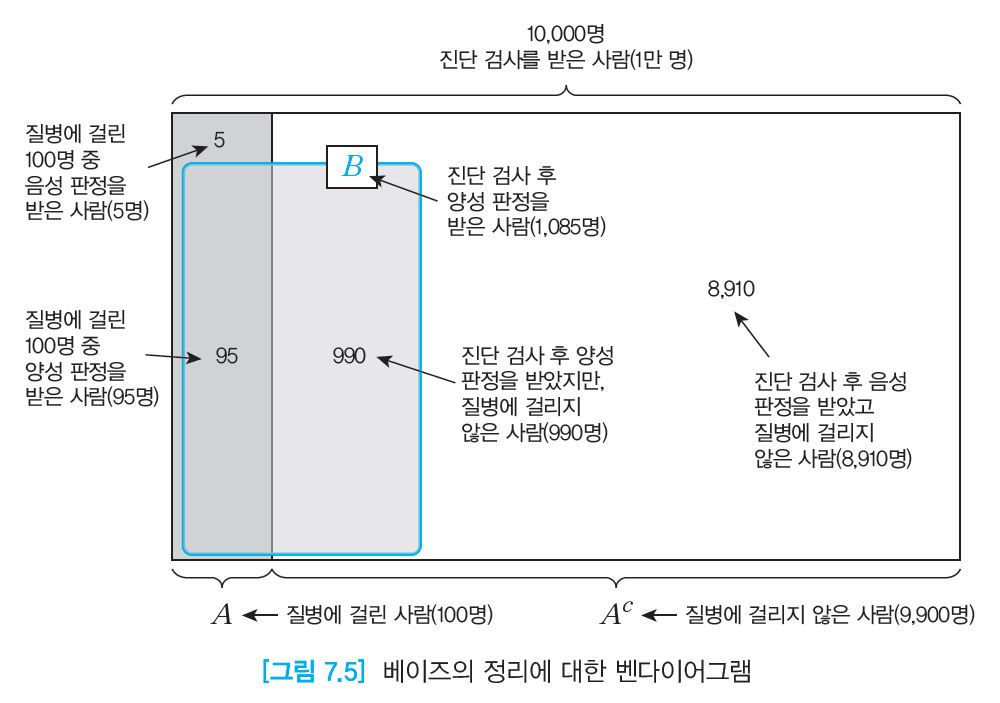 10,000명
진단 검사를 받은 사람(1만 명)
질병에 걸린
100명 중
음성 판정을
받은 사람(5명)
5
B
진단 검사 후
양성 판정을
받은 사람(1,085명)
8,910
질병에 걸린
100명 중
양성 판정을
받은 사람(95명)
95
990
진단 검사 후 양성
판정을 받았지만,
질병에 걸리지
않은 사람(990명)
진단 검사 후 음성
판정을 받았고
질병에 걸리지
않은 사람(8,910명)
A
질병에 걸린 사람(100명)
Aᶜ
질병에 걸리지 않은 사람(9,900명)
[그림 7.5] 베이즈의 정리에 대한 벤다이어그램